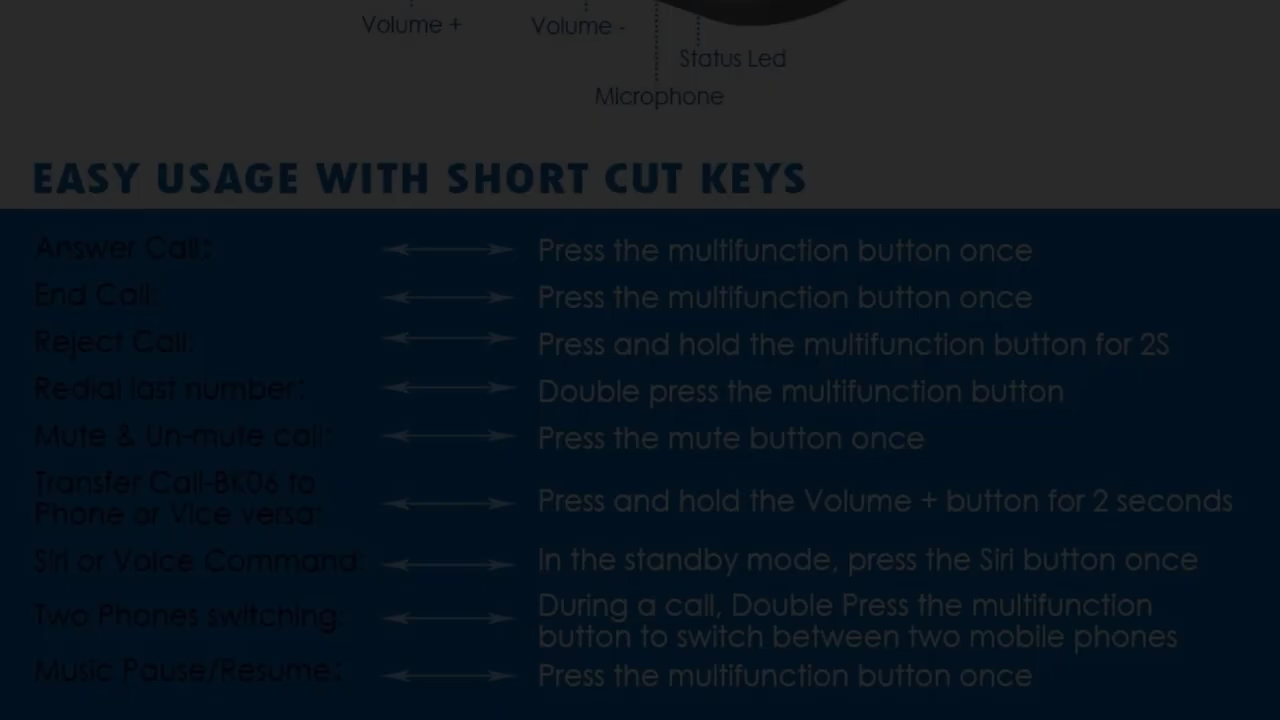 Volume +
Volume -
Status Led
Microphone
EASY USAGE WITH SHORT CUT KEYS
Answer Call: Press the multifunction button once
End Call: Press the multifunction button once
Reject Call: Press and hold the multifunction button for 2S
Redial last number: Double press the multifunction button
Mute & Un-mute call: Press the mute button once
Transfer Call-BK06 to
Phone or Vice versa: Press and hold the Volume + button for 2 seconds
Siri or Voice Command: In the standby mode, press the Siri button once
Two Phones switching: During a call, Double Press the multifunction
button to switch between two mobile phones
Music Pause/Resume: Press the multifunction button once